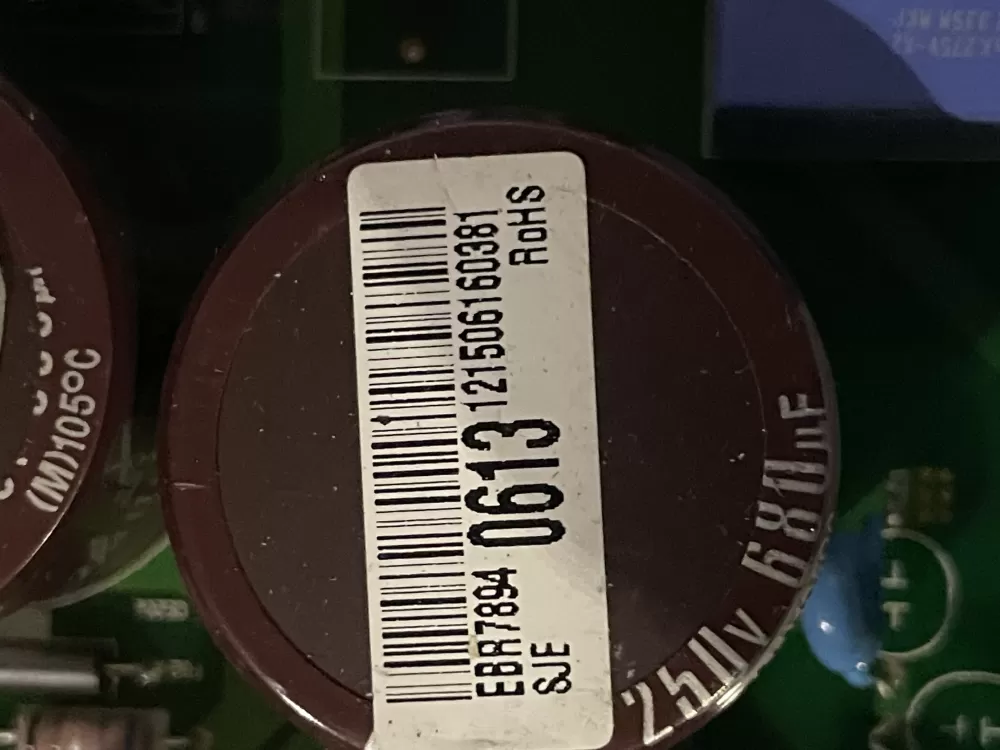 EBR7894 0613 121506160381
SJE RoHS
250V 680µF
(M)105°C